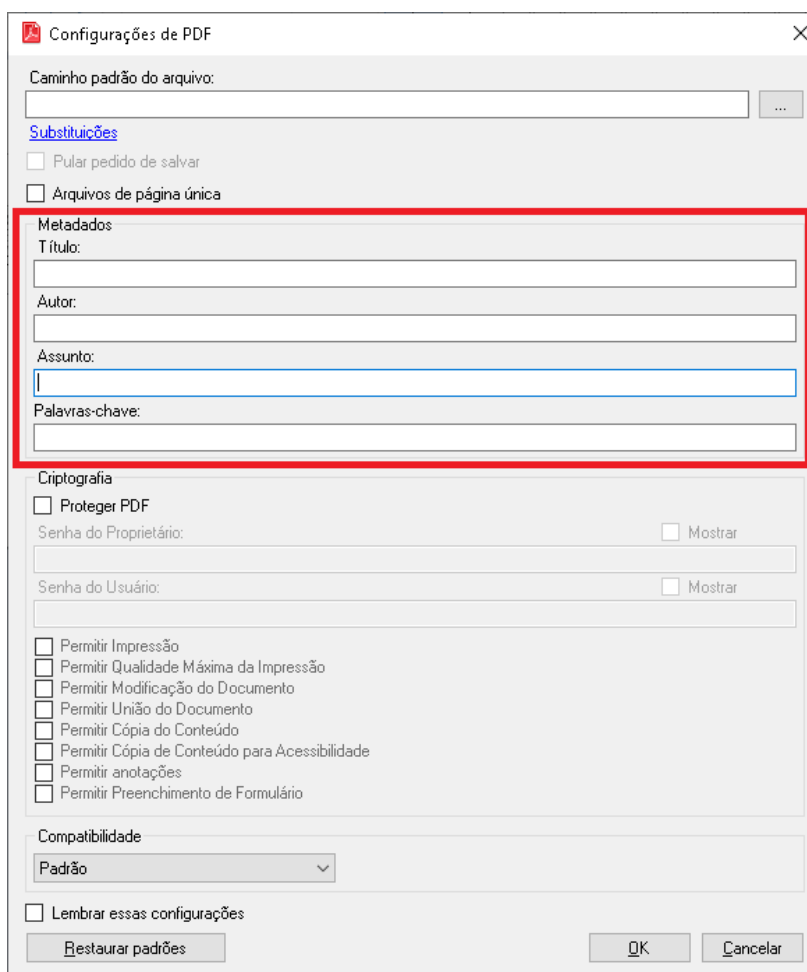 Configurações de PDF
Caminho padrão do arquivo:
...
Substituições
Pular pedido de salvar
Arquivos de página única
Metadados
Título:
Autor:
Assunto:
Palavras-chave:
Criptografia
Proteger PDF
Senha do Proprietário:
Mostrar
Senha do Usuário:
Mostrar
Permitir Impressão
Permitir Qualidade Máxima da Impressão
Permitir Modificação do Documento
Permitir União do Documento
Permitir Cópia do Conteúdo
Permitir Cópia de Conteúdo para Acessibilidade
Permitir anotações
Permitir Preenchimento de Formulário
Compatibilidade
Padrão
Lembrar essas configurações
Restaurar padrões
OK
Cancelar